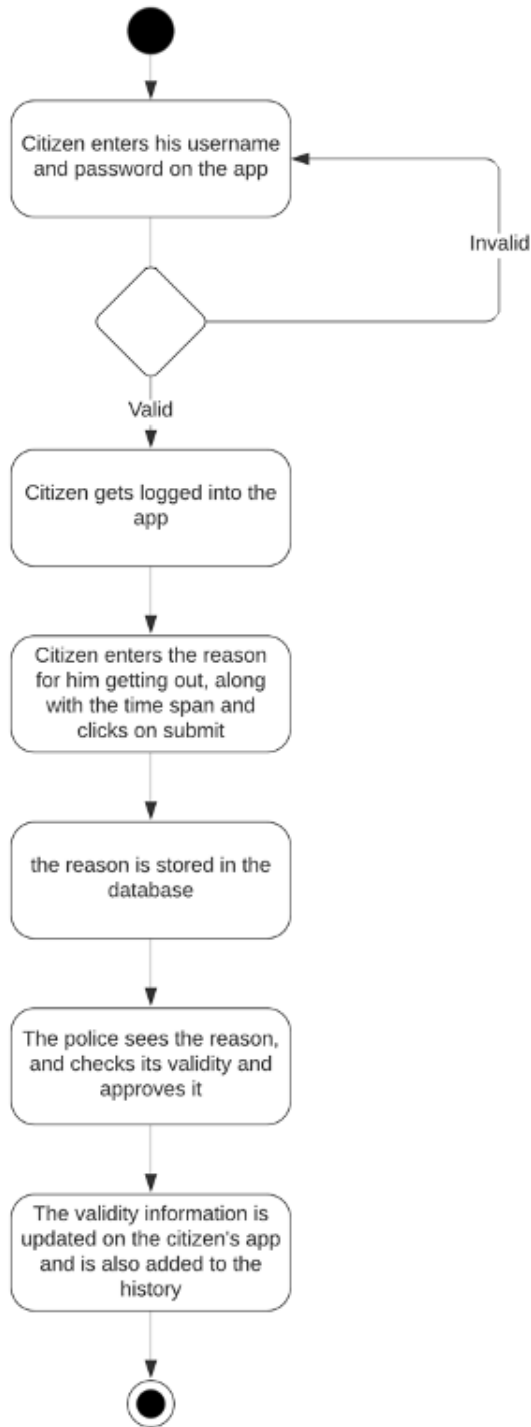 Citizen enters his username
and password on the app
Invalid
Valid
Citizen gets logged into the
app
Citizen enters the reason
for him getting out, along
with the time span and
clicks on submit
the reason is stored in the
database
The police sees the reason,
and checks its validity and
approves it
The validity information is
updated on the citizen's app
and is also added to the
history